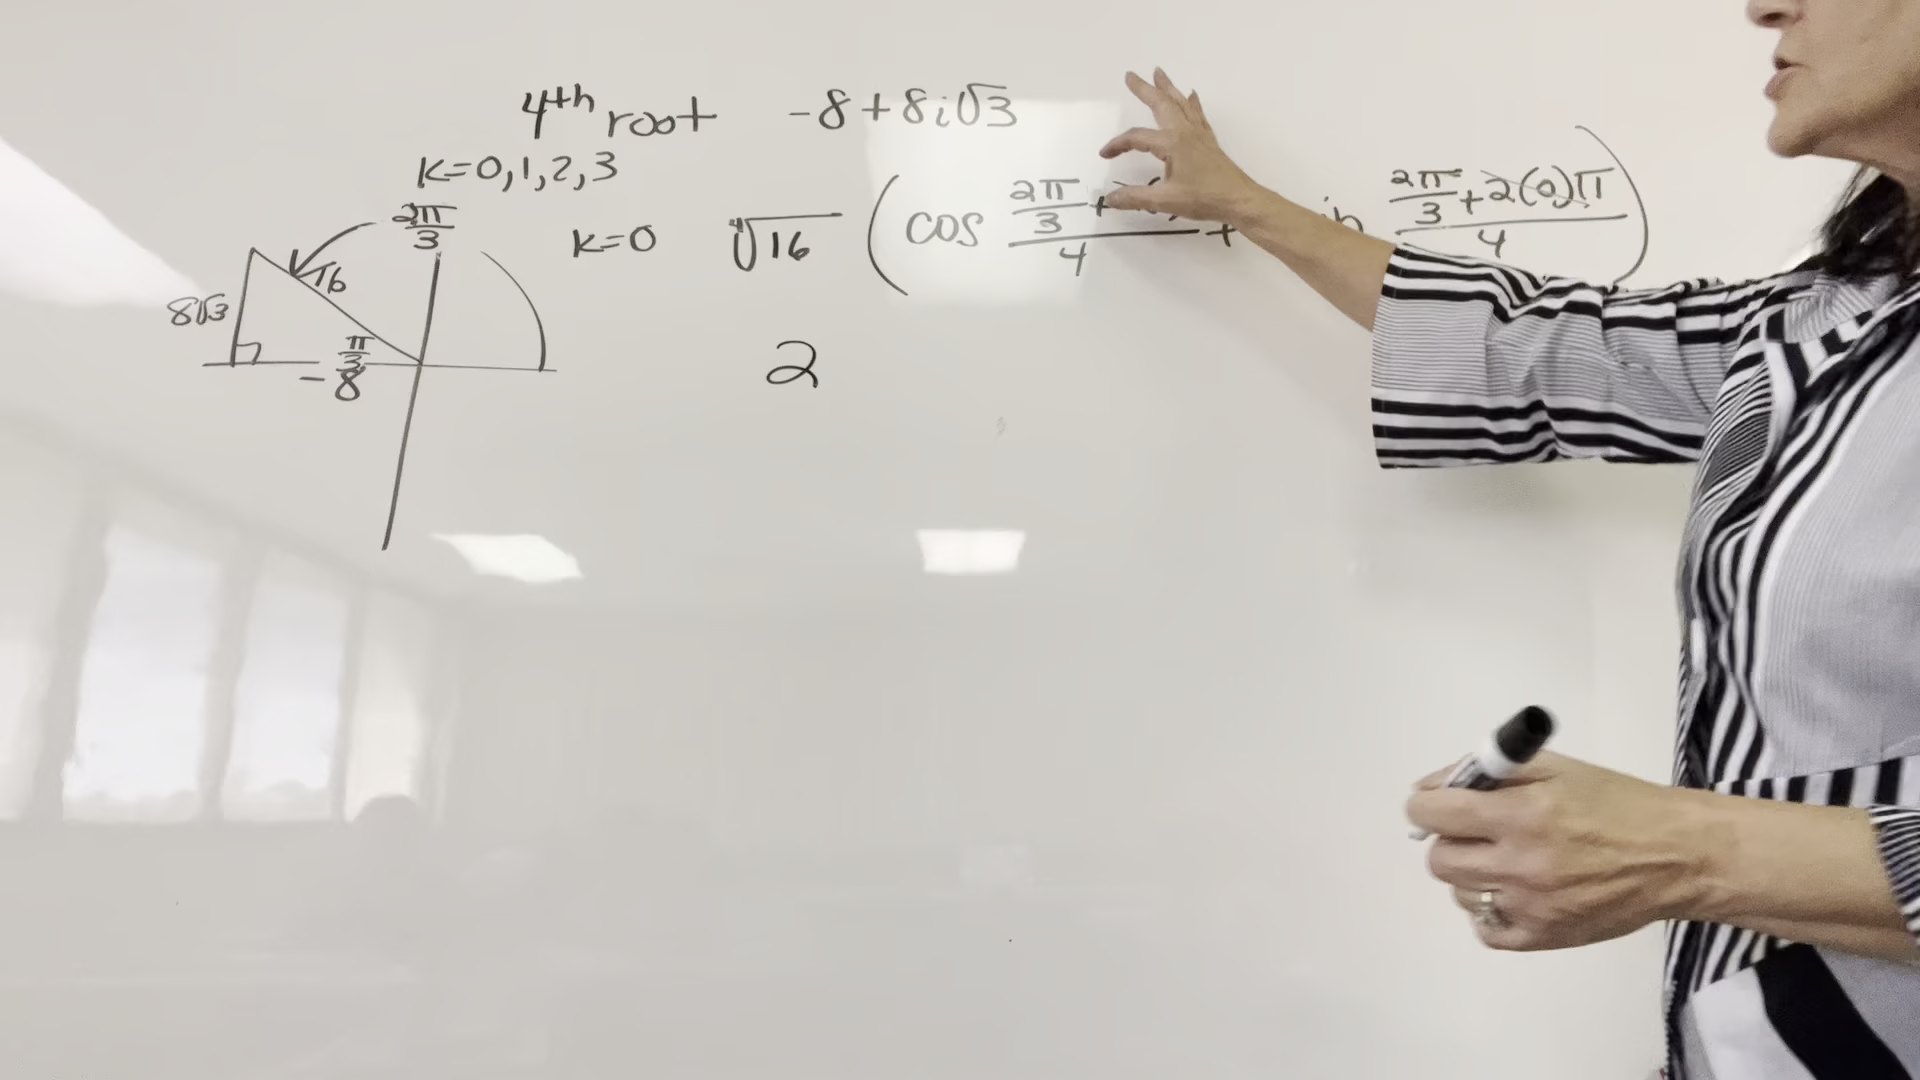 4th root -8+8i√3
k=0,1,2,3
k=0 ∜16 (cos (2π/3 + )/4 + (2π/3+2(0)π)/4)
2π/3
16
8√3
π/3
-8
2